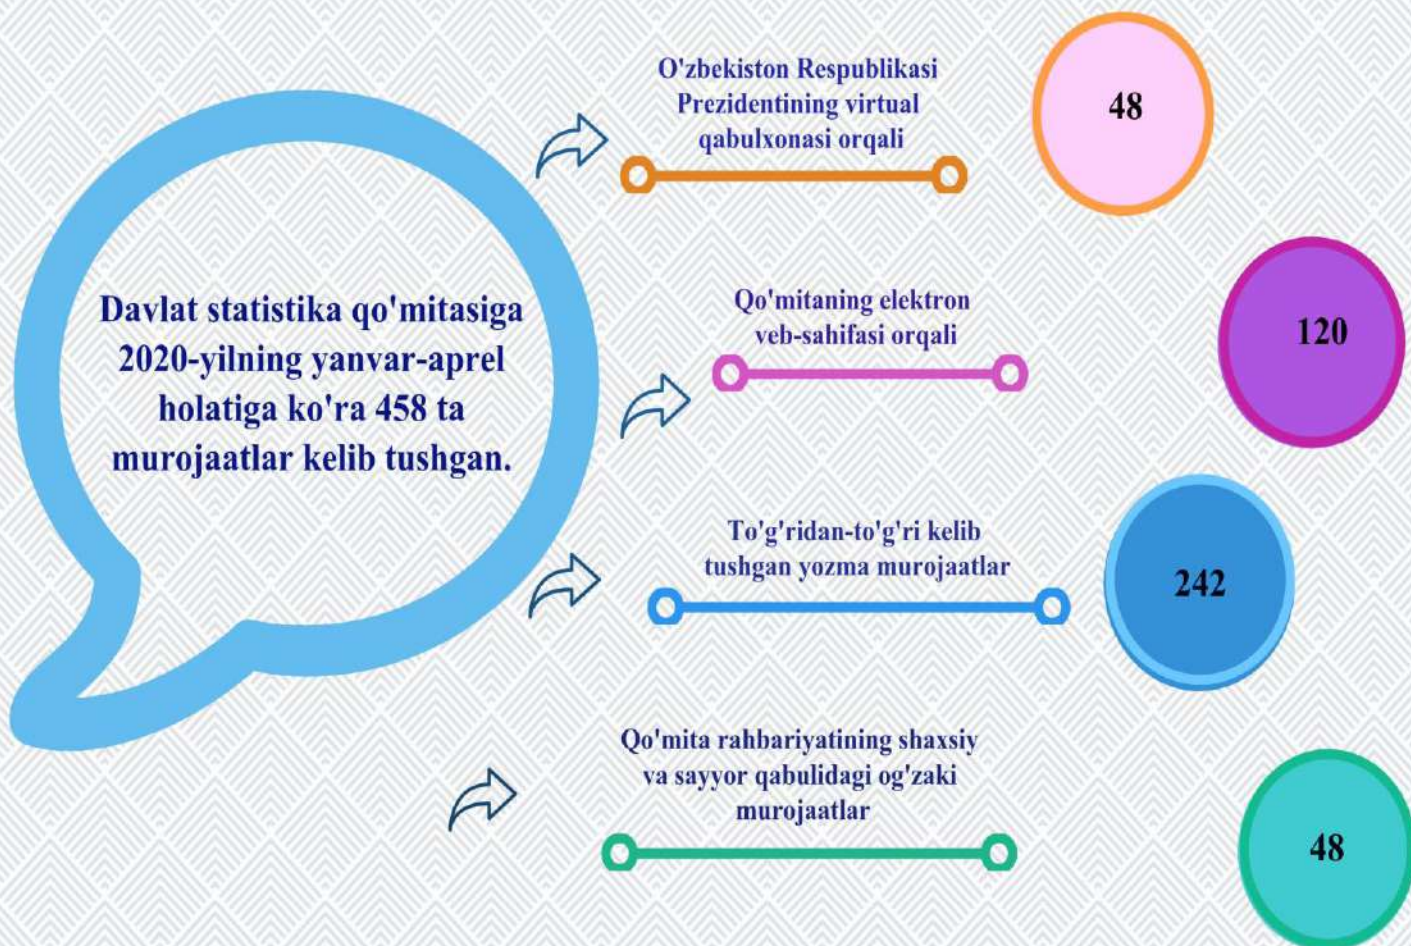 Davlat statistika qo'mitasiga
2020-yilning yanvar-aprel
holatiga ko'ra 458 ta
murojaatlar kelib tushgan.
O'zbekiston Respublikasi
Prezidentining virtual
qabulxonasi orqali
48
Qo'mitaning elektron
veb-sahifasi orqali
120
To'g'ridan-to'g'ri kelib
tushgan yozma murojaatlar
242
Qo'mita rahbariyatining shaxsiy
va sayyor qabulidagi og'zaki
murojaatlar
48